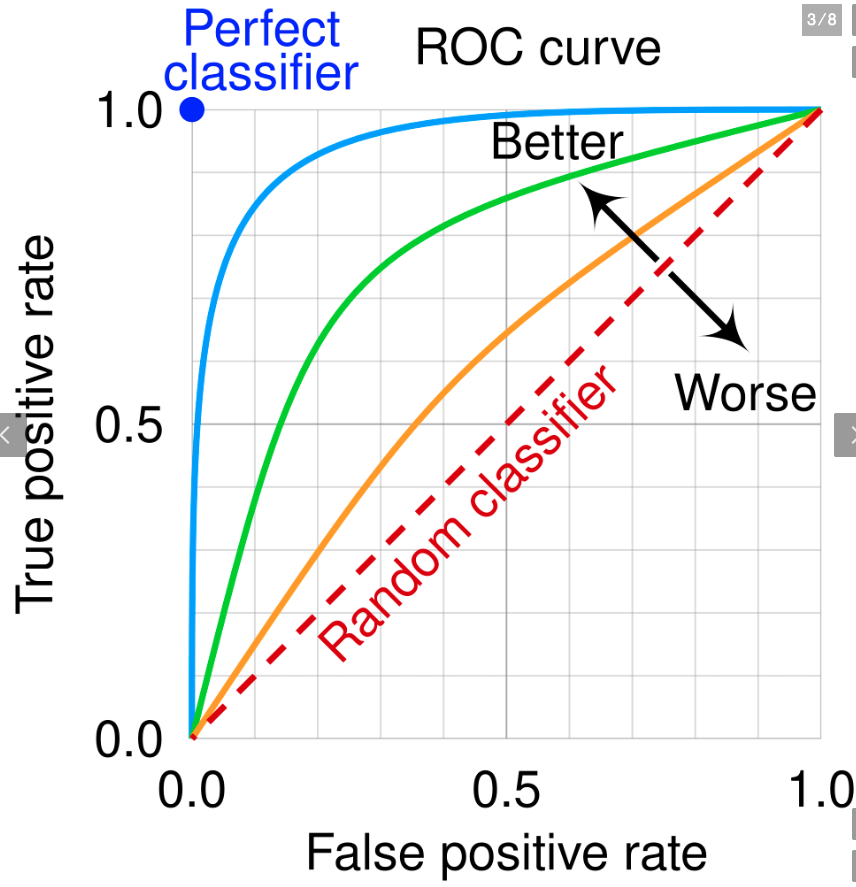 Perfect
classifier
ROC curve
3/8
1.0
Better
True positive rate
0.5
Worse
Random classifier
0.0
0.0
0.5
1.0
False positive rate